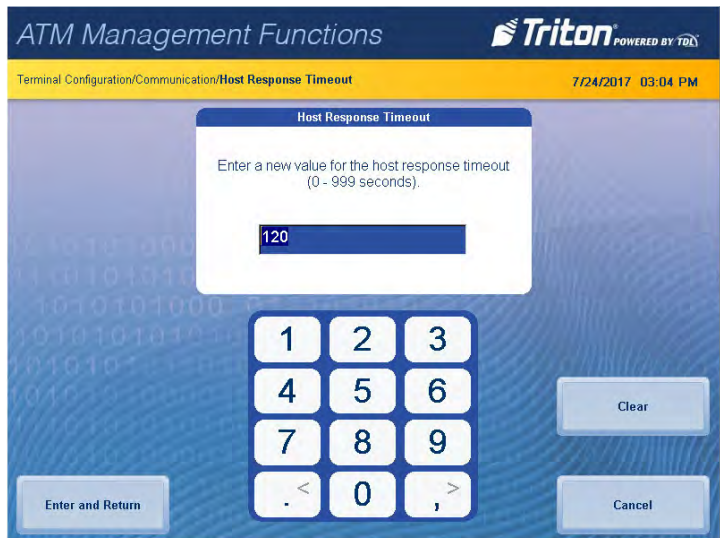 ATM Management Functions
Triton® POWERED BY TDL
Terminal Configuration/Communication/Host Response Timeout
7/24/2017 03:04 PM
Host Response Timeout
Enter a new value for the host response timeout
(0 - 999 seconds).
120
1 2 3
4 5 6
7 8 9
. < 0 , >
Clear
Enter and Return
Cancel